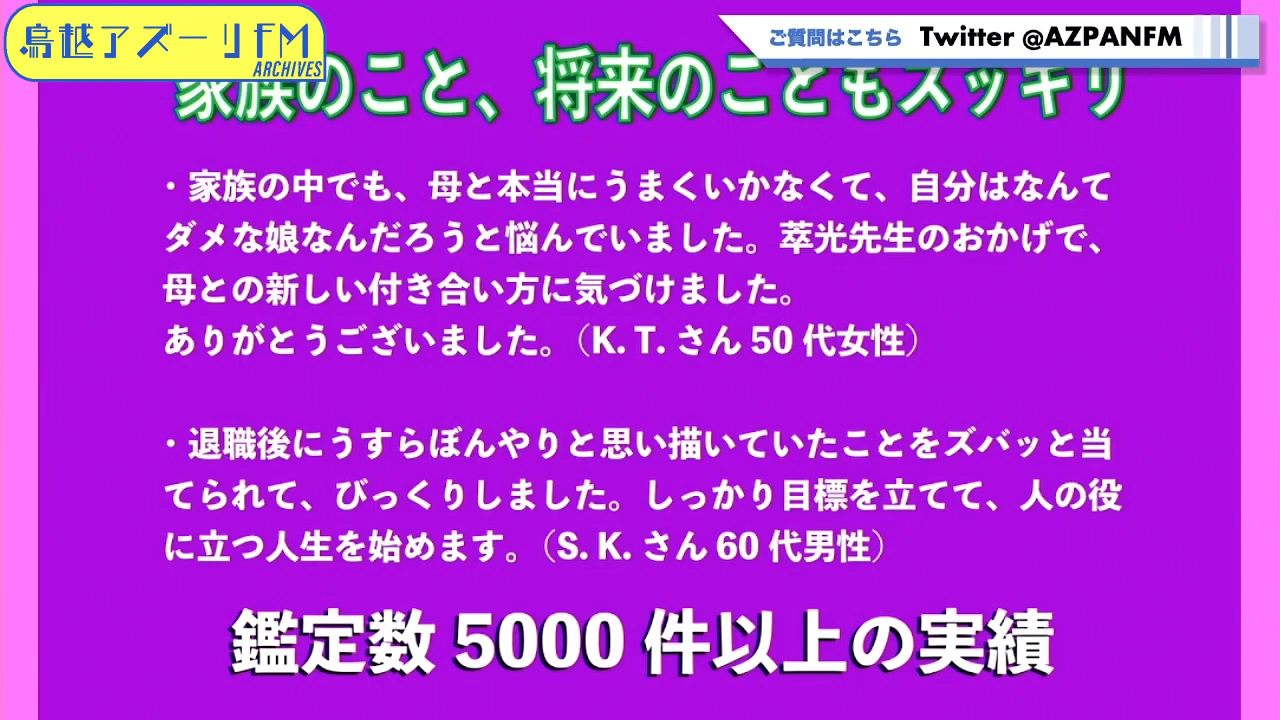 鳥越アズーリFM
ARCHIVES
ご質問はこちら Twitter @AZPANFM
家族のこと、将来のこともスッキリ
・家族の中でも、母と本当にうまくいかなくて、自分はなんて
ダメな娘なんだろうと悩んでいました。萃光先生のおかげで、
母との新しい付き合い方に気づけました。
ありがとうございました。（K. T. さん 50 代女性）
・退職後にうすらぼんやりと思い描いていたことをズバッと当
てられて、びっくりしました。しっかり目標を立てて、人の役
に立つ人生を始めます。（S. K. さん 60 代男性）
鑑定数 5000 件以上の実績